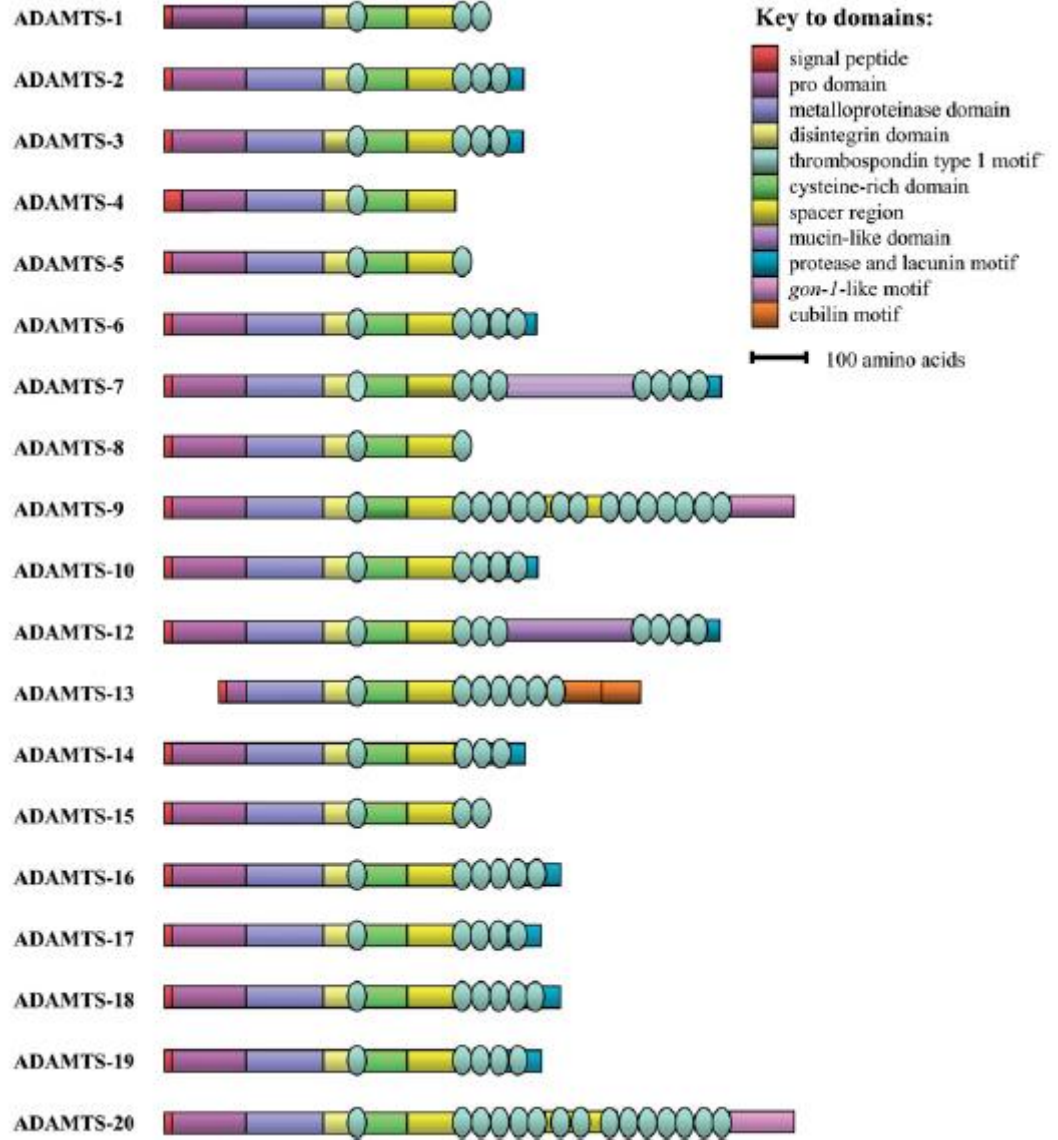 ADAMTS-1
ADAMTS-2
ADAMTS-3
ADAMTS-4
ADAMTS-5
ADAMTS-6
ADAMTS-7
ADAMTS-8
ADAMTS-9
ADAMTS-10
ADAMTS-12
ADAMTS-13
ADAMTS-14
ADAMTS-15
ADAMTS-16
ADAMTS-17
ADAMTS-18
ADAMTS-19
ADAMTS-20
Key to domains:
signal peptide
pro domain
metalloproteinase domain
disintegrin domain
thrombospondin type 1 motif
cysteine-rich domain
spacer region
mucin-like domain
protease and lacunin motif
gon-1-like motif
cubilin motif
100 amino acids